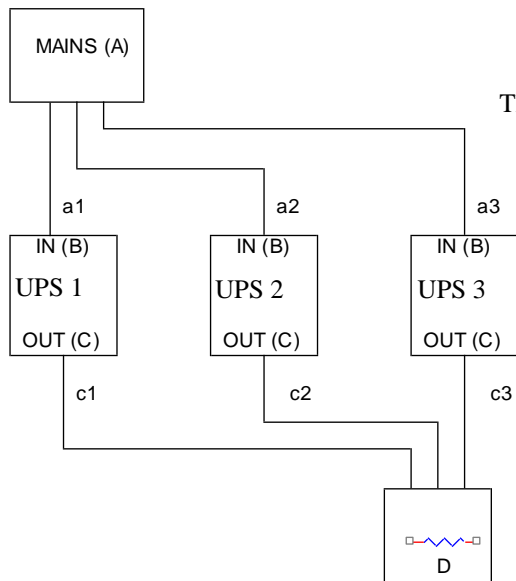 MAINS (A)
T
a1
a2
a3
IN (B)
IN (B)
IN (B)
UPS 1
UPS 2
UPS 3
OUT (C)
OUT (C)
OUT (C)
c1
c2
c3
D